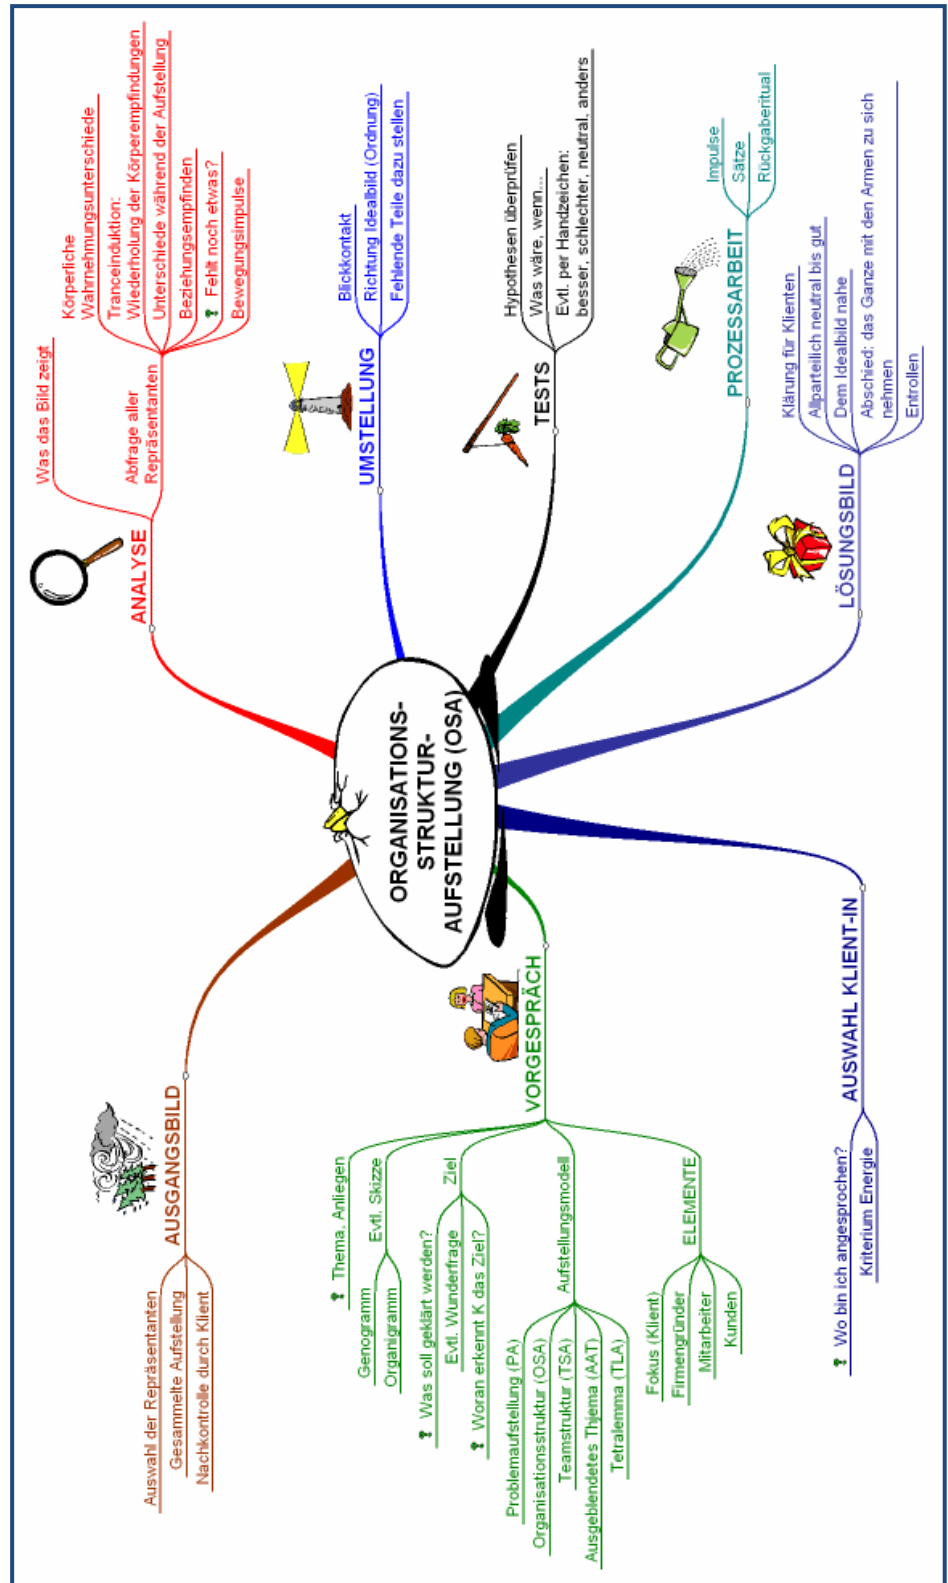 ORGANISATIONS-
STRUKTUR-
AUFSTELLUNG (OSA)
AUSWAHL KLIENT-IN
Wo bin ich angesprochen?
Kriterium Energie
VORGESPRÄCH
Thema, Anliegen
Evtl. Skizze
Genogramm
Organigramm
Ziel
Was soll geklärt werden?
Evtl. Wunderfrage
Woran erkennt K das Ziel?
Aufstellungsmodell
Problemaufstellung (PA)
Organisationsstruktur (OSA)
Teamstruktur (TSA)
Ausgeblendetes Thjema (AAT)
Tetralemma (TLA)
ELEMENTE
Fokus (Klient)
Firmengründer
Mitarbeiter
Kunden
AUSGANGSBILD
Auswahl der Repräsentanten
Gesammelte Aufstellung
Nachkontrolle durch Klient
ANALYSE
Was das Bild zeigt
Abfrage aller
Repräsentanten
Körperliche
Wahrnehmungsunterschiede
Tranceinduktion:
Wiederholung der Körperempfindungen
Unterschiede während der Aufstellung
Beziehungsempfinden
Fehlt noch etwas?
Bewegungsimpulse
UMSTELLUNG
Blickkontakt
Richtung Idealbild (Ordnung)
Fehlende Teile dazu stellen
TESTS
Hypothesen überprüfen
Was wäre, wenn...
Evtl. per Handzeichen:
besser, schlechter, neutral, anders
PROZESSARBEIT
Impulse
Sätze
Rückgaberitual
LÖSUNGSBILD
Klärung für Klienten
Allparteilich neutral bis gut
Dem Idealbild nahe
Abschied: das Ganze mit den Armen zu sich
nehmen
Entrollen